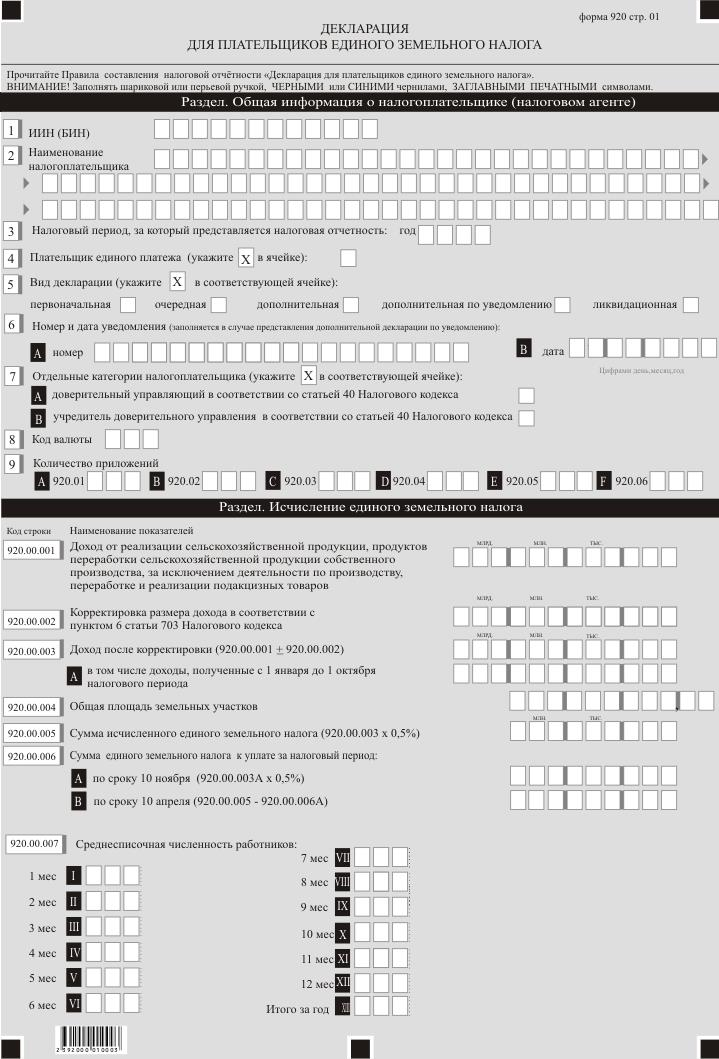 форма 920 стр. 01
ДЕКЛАРАЦИЯ
ДЛЯ ПЛАТЕЛЬЩИКОВ ЕДИНОГО ЗЕМЕЛЬНОГО НАЛОГА
Прочитайте Правила составления налоговой отчётности «Декларация для плательщиков единого земельного налога».
ВНИМАНИЕ! Заполнять шариковой или перьевой ручкой, ЧЕРНЫМИ или СИНИМИ чернилами, ЗАГЛАВНЫМИ ПЕЧАТНЫМИ символами.
Раздел. Общая информация о налогоплательщике (налоговом агенте)
1 ИИН (БИН)
2 Наименование
налогоплательщика
3 Налоговый период, за который представляется налоговая отчетность: год
4 Плательщик единого платежа (укажите X в ячейке):
5 Вид декларации (укажите X в соответствующей ячейке):
первоначальная очередная дополнительная дополнительная по уведомлению ликвидационная
6 Номер и дата уведомления (заполняется в случае представления дополнительной декларации по уведомлению):
A номер B дата
Цифрами день,месяц,год
7 Отдельные категории налогоплательщика (укажите X в соответствующей ячейке):
A доверительный управляющий в соответствии со статьей 40 Налогового кодекса
B учредитель доверительного управления в соответствии со статьей 40 Налогового кодекса
8 Код валюты
9 Количество приложений
A 920.01 B 920.02 C 920.03 D 920.04 E 920.05 F 920.06
Раздел. Исчисление единого земельного налога
Код строки Наименование показателей
млрд. млн. тыс.
920.00.001 Доход от реализации сельскохозяйственной продукции, продуктов
переработки сельскохозяйственной продукции собственного
производства, за исключением деятельности по производству,
переработке и реализации подакцизных товаров
млрд. млн. тыс.
920.00.002 Корректировка размера дохода в соответствии с
пунктом 6 статьи 703 Налогового кодекса
млрд. млн. тыс.
920.00.003 Доход после корректировки (920.00.001 ± 920.00.002)
A в том числе доходы, полученные с 1 января до 1 октября
налогового периода
920.00.004 Общая площадь земельных участков ,
млн. тыс.
920.00.005 Сумма исчисленного единого земельного налога (920.00.003 x 0,5%)
920.00.006 Сумма единого земельного налога к уплате за налоговый период:
A по сроку 10 ноября (920.00.003А x 0,5%)
B по сроку 10 апреля (920.00.005 - 920.00.006А)
920.00.007 Среднесписочная численность работников:
1 мес I
2 мес II
3 мес III
4 мес IV
5 мес V
6 мес VI
7 мес VII
8 мес VIII
9 мес IX
10 мес X
11 мес XI
12 мес XII
Итого за год XIII